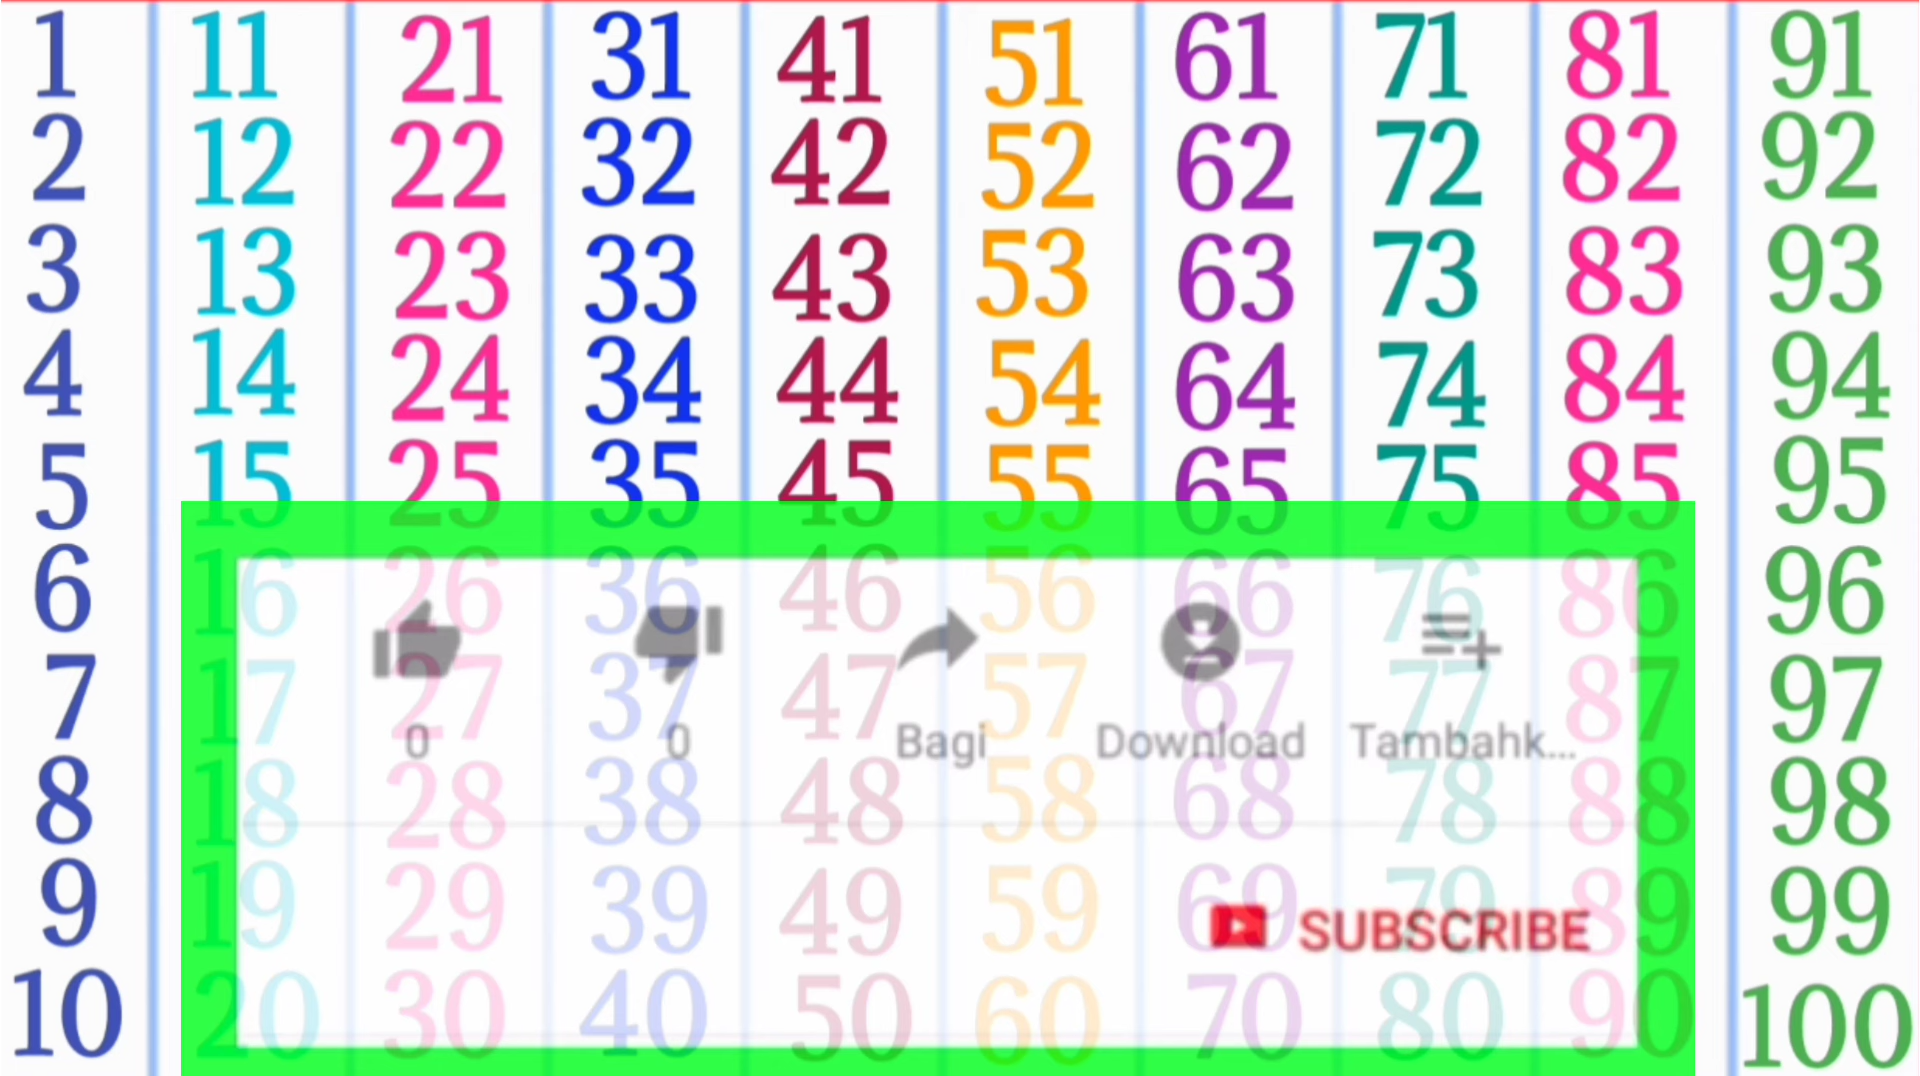 1 11 21 31 41 51 61 71 81 91
2 12 22 32 42 52 62 72 82 92
3 13 23 33 43 53 63 73 83 93
4 14 24 34 44 54 64 74 84 94
5 15 25 35 45 55 65 75 85 95
6 16 26 36 46 56 66 76 86 96
7 17 27 37 47 57 67 77 87 97
0 0 Bagi Download Tambahk...
8 18 28 38 48 58 68 78 88 98
9 19 29 39 49 59 69 79 89 99
SUBSCRIBE
10 20 30 40 50 60 70 80 90 100